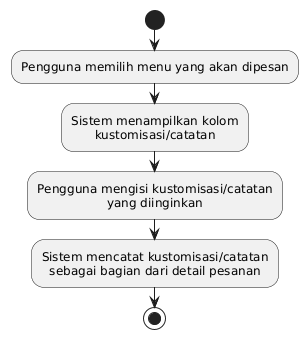 Pengguna memilih menu yang akan dipesan
Sistem menampilkan kolom
kustomisasi/catatan
Pengguna mengisi kustomisasi/catatan
yang diinginkan
Sistem mencatat kustomisasi/catatan
sebagai bagian dari detail pesanan